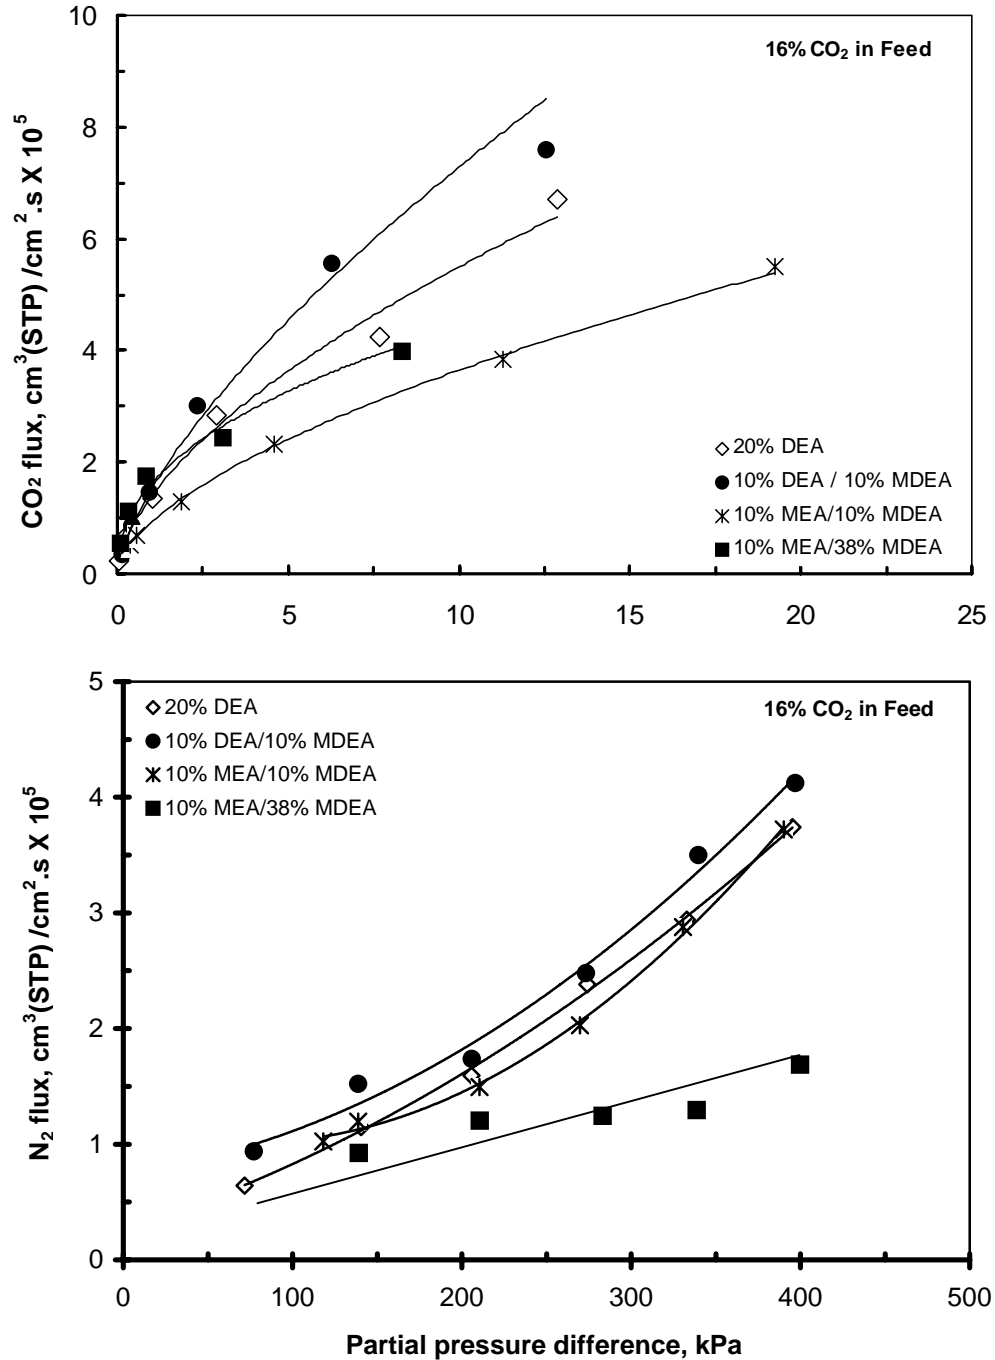 10
8
6
4
2
0
CO₂ flux, cm³(STP) /cm².s X 10⁵
16% CO₂ in Feed
20% DEA
10% DEA / 10% MDEA
10% MEA/10% MDEA
10% MEA/38% MDEA
0 5 10 15 20 25
5
4
3
2
1
0
N₂ flux, cm³(STP) /cm².s X 10⁵
20% DEA
10% DEA/10% MDEA
10% MEA/10% MDEA
10% MEA/38% MDEA
16% CO₂ in Feed
0 100 200 300 400 500
Partial pressure difference, kPa